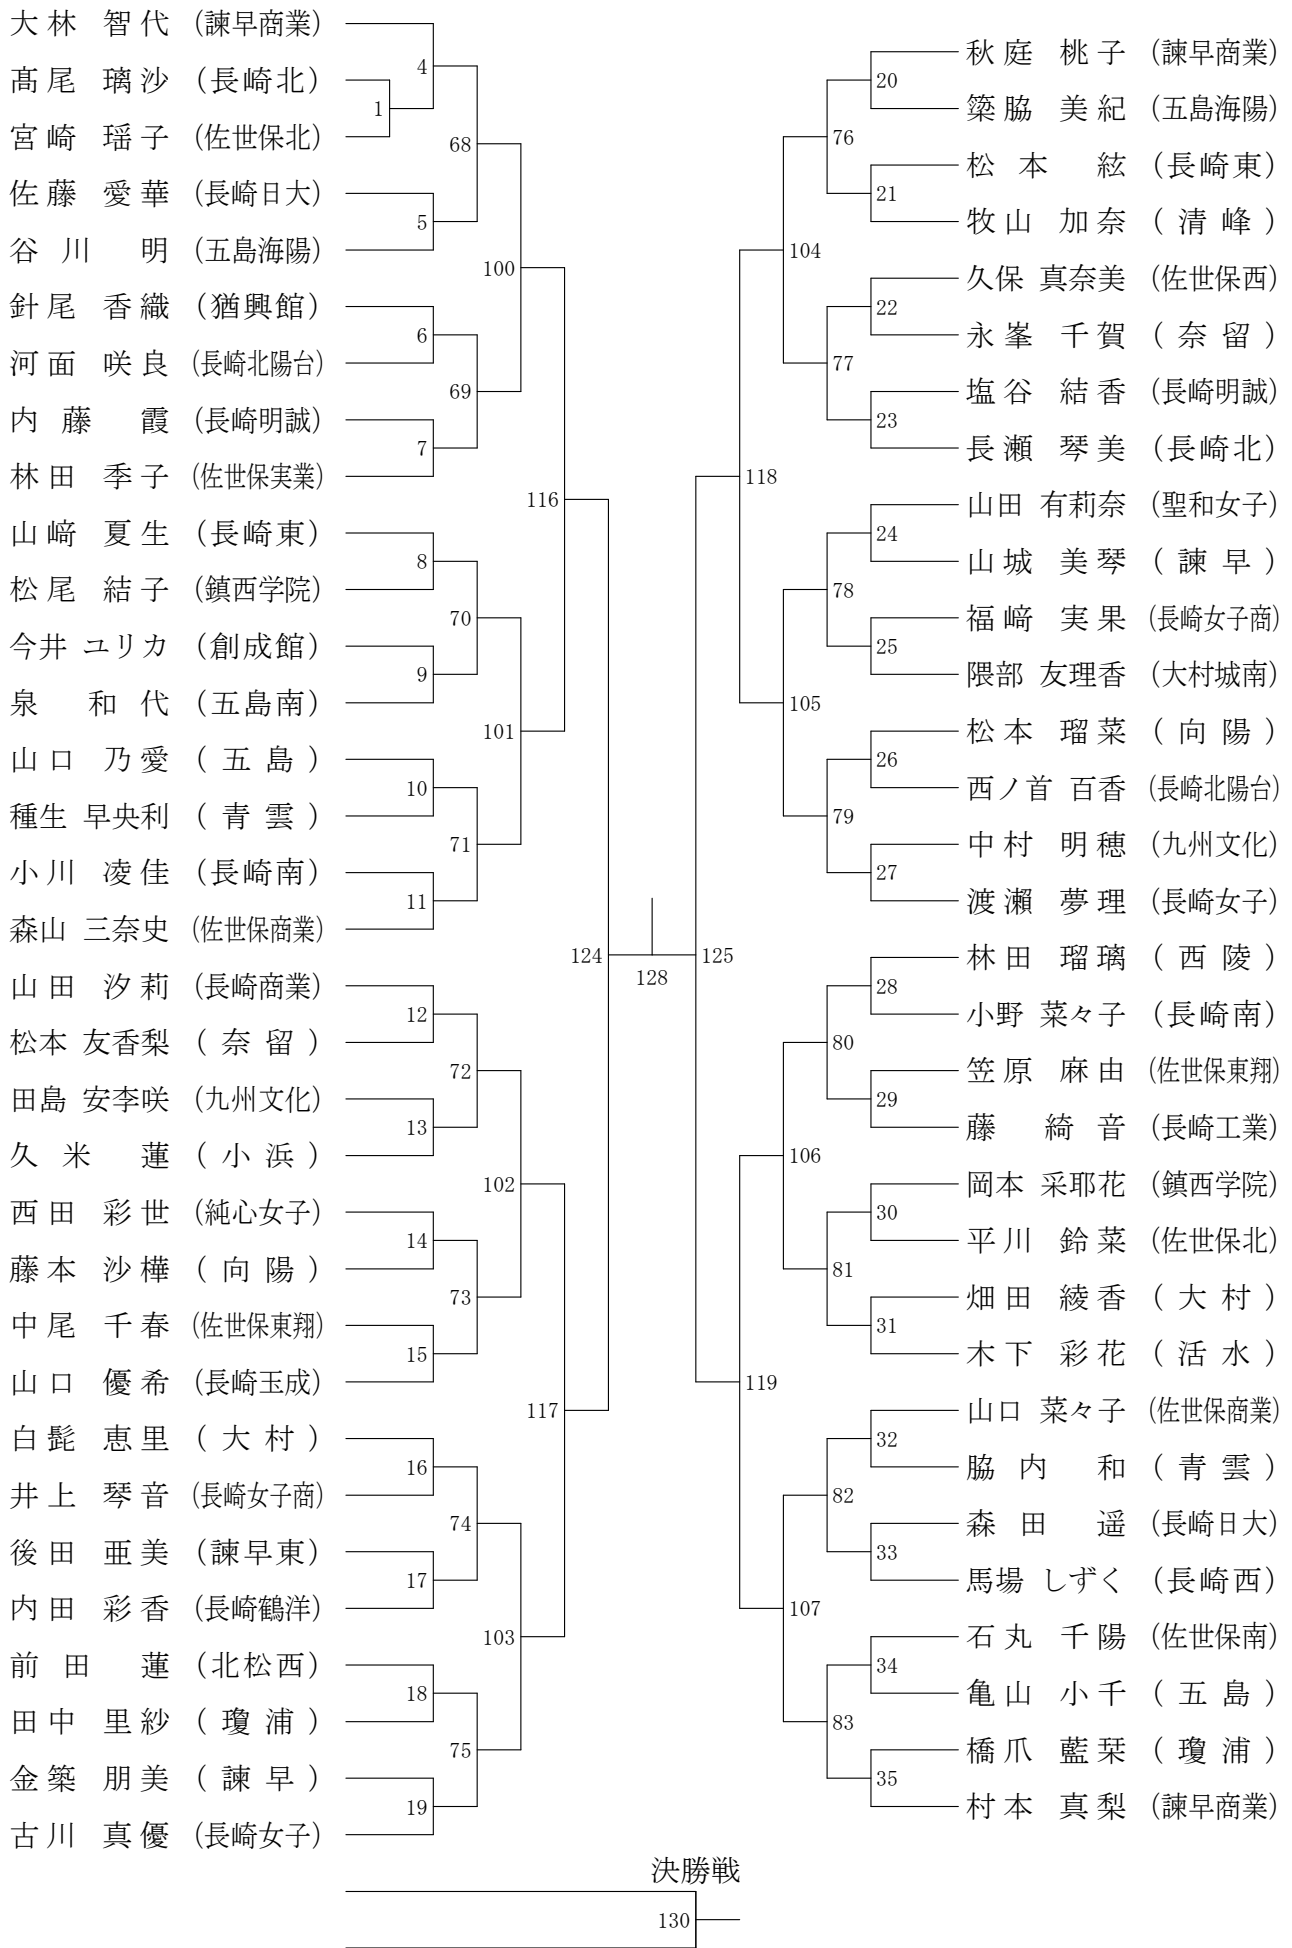 大林 智代 (諫早商業)
髙尾 璃沙 (長崎北)
宮崎 瑶子 (佐世保北)
佐藤 愛華 (長崎日大)
谷川 明 (五島海陽)
針尾 香織 (猶興館)
河面 咲良 (長崎北陽台)
内藤 霞 (長崎明誠)
林田 季子 (佐世保実業)
山﨑 夏生 (長崎東)
松尾 結子 (鎮西学院)
今井 ユリカ (創成館)
泉 和代 (五島南)
山口 乃愛 (五島)
種生 早央利 (青雲)
小川 凌佳 (長崎南)
森山 三奈史 (佐世保商業)
山田 汐莉 (長崎商業)
松本 友香梨 (奈留)
田島 安李咲 (九州文化)
久米 蓮 (小浜)
西田 彩世 (純心女子)
藤本 沙樺 (向陽)
中尾 千春 (佐世保東翔)
山口 優希 (長崎玉成)
白髭 恵里 (大村)
井上 琴音 (長崎女子商)
後田 亜美 (諫早東)
内田 彩香 (長崎鶴洋)
前田 蓮 (北松西)
田中 里紗 (瓊浦)
金築 朋美 (諫早)
古川 真優 (長崎女子)
1
4
5
6
7
8
9
10
11
12
13
14
15
16
17
18
19
68
69
70
71
72
73
74
75
100
101
102
103
116
117
124
128
125
118
119
104
105
106
107
76
77
78
79
80
81
82
83
20
21
22
23
24
25
26
27
28
29
30
31
32
33
34
35
秋庭 桃子 (諫早商業)
築脇 美紀 (五島海陽)
松本 絃 (長崎東)
牧山 加奈 (清峰)
久保 真奈美 (佐世保西)
永峯 千賀 (奈留)
塩谷 結香 (長崎明誠)
長瀬 琴美 (長崎北)
山田 有莉奈 (聖和女子)
山城 美琴 (諫早)
福﨑 実果 (長崎女子商)
隈部 友理香 (大村城南)
松本 瑠菜 (向陽)
西ノ首 百香 (長崎北陽台)
中村 明穂 (九州文化)
渡瀨 夢理 (長崎女子)
林田 瑠璃 (西陵)
小野 菜々子 (長崎南)
笠原 麻由 (佐世保東翔)
藤 綺音 (長崎工業)
岡本 采耶花 (鎮西学院)
平川 鈴菜 (佐世保北)
畑田 綾香 (大村)
木下 彩花 (活水)
山口 菜々子 (佐世保商業)
脇内 和 (青雲)
森田 遥 (長崎日大)
馬場 しずく (長崎西)
石丸 千陽 (佐世保南)
亀山 小千 (五島)
橋爪 藍栞 (瓊浦)
村本 真梨 (諫早商業)
決勝戦
130